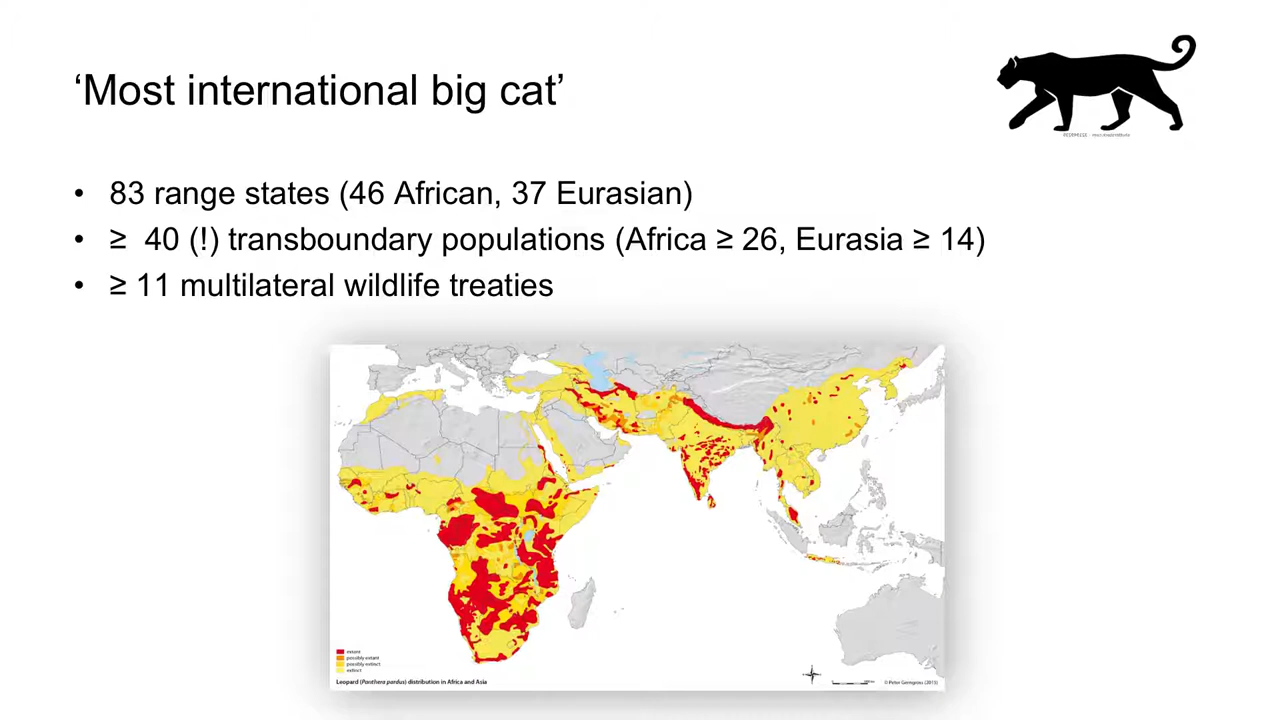 ‘Most international big cat’
• 83 range states (46 African, 37 Eurasian)
• ≥ 40 (!) transboundary populations (Africa ≥ 26, Eurasia ≥ 14)
• ≥ 11 multilateral wildlife treaties
extant
possibly extant
possibly extinct
extinct
Leopard (Panthera pardus) distribution in Africa and Asia
© Peter Gerngross (2013)